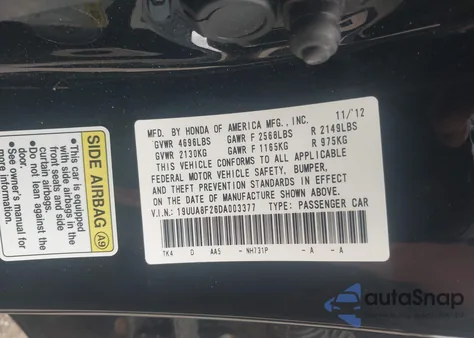 SIDE AIRBAG A9
•This car is equipped
with side airbags in the
front seats and side
curtain airbags.
•Do not lean against the
door.
•See owner's manual for
more information.
MFD. BY HONDA OF AMERICA MFG., INC. 11/'12
GVWR 4696LBS GAWR F 2568LBS R 2149LBS
GVWR 2130KG GAWR F 1165KG R 975KG
THIS VEHICLE CONFORMS TO ALL APPLICABLE
FEDERAL MOTOR VEHICLE SAFETY, BUMPER,
AND THEFT PREVENTION STANDARDS IN EFFECT
ON THE DATE OF MANUFACTURE SHOWN ABOVE.
V.I.N.: 19UUA8F26DA003377 TYPE: PASSENGER CAR
TK4 D AA5 - NH731P - A - A
autoSnap